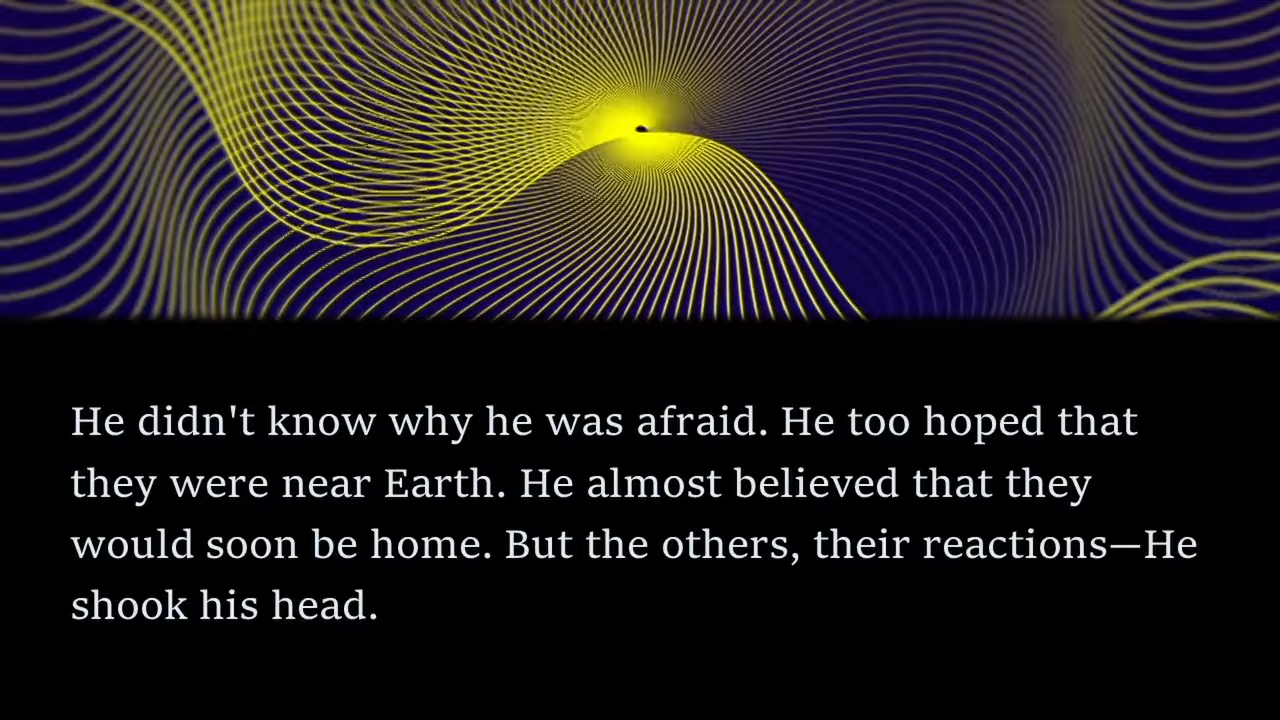 He didn't know why he was afraid. He too hoped that
they were near Earth. He almost believed that they
would soon be home. But the others, their reactions—He
shook his head.